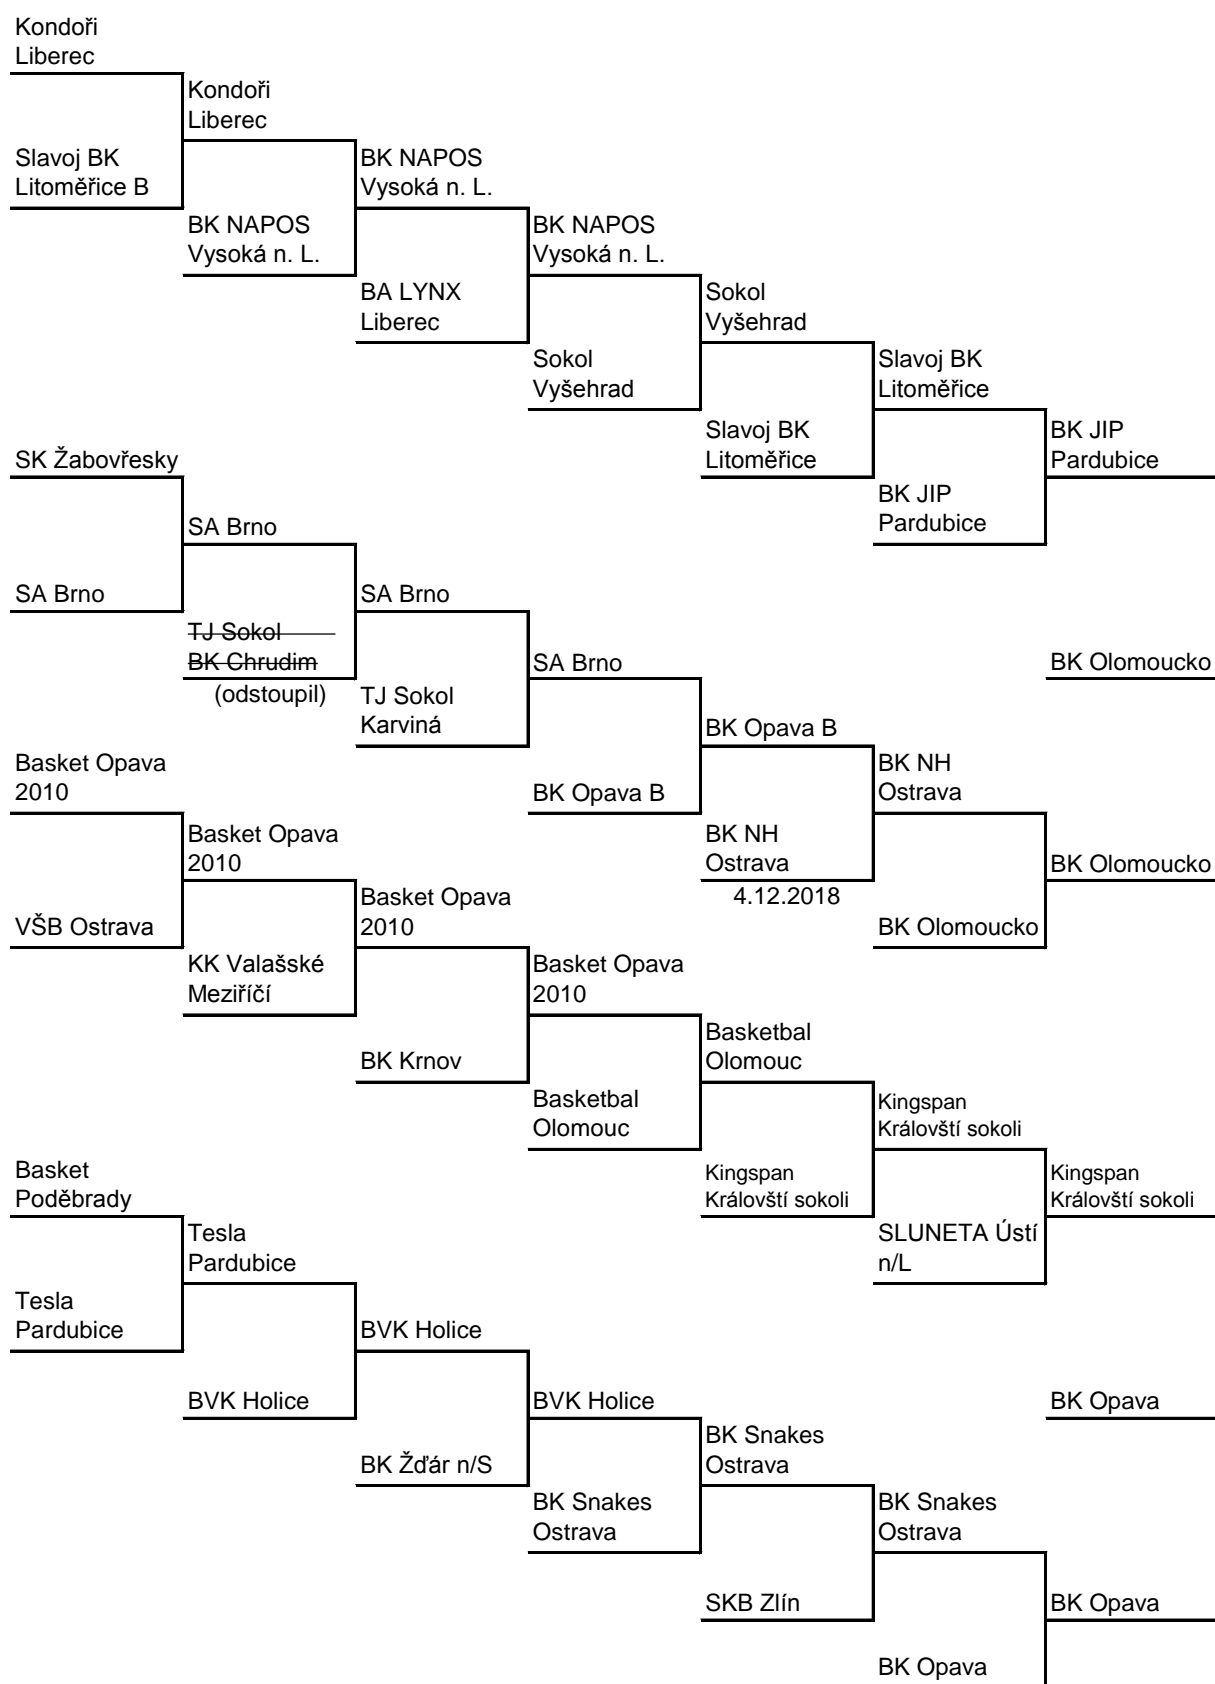 Kondoři
Liberec
Kondoři
Liberec
Slavoj BK
Litoměřice B
BK NAPOS
Vysoká n. L.
BK NAPOS
Vysoká n. L.
BK NAPOS
Vysoká n. L.
BA LYNX
Liberec
Sokol
Vyšehrad
Sokol
Vyšehrad
Slavoj BK
Litoměřice
Slavoj BK
Litoměřice
BK JIP
Pardubice
BK JIP
Pardubice
SK Žabovřesky
SA Brno
SA Brno
SA Brno
TJ Sokol
BK Chrudim
(odstoupil)
SA Brno
BK Olomoucko
TJ Sokol
Karviná
BK Opava B
BK NH
Ostrava
Basket Opava
2010
BK Opava B
Basket Opava
2010
BK NH
Ostrava
4.12.2018
BK Olomoucko
Basket Opava
2010
VŠB Ostrava
BK Olomoucko
KK Valašské
Meziříčí
Basket Opava
2010
BK Krnov
Basketbal
Olomouc
Basketbal
Olomouc
Kingspan
Královští sokoli
Basket
Poděbrady
Kingspan
Královští sokoli
Kingspan
Královští sokoli
Tesla
Pardubice
SLUNETA Ústí
n/L
Tesla
Pardubice
BVK Holice
BVK Holice
BVK Holice
BK Opava
BK Žďár n/S
BK Snakes
Ostrava
BK Snakes
Ostrava
BK Snakes
Ostrava
SKB Zlín
BK Opava
BK Opava